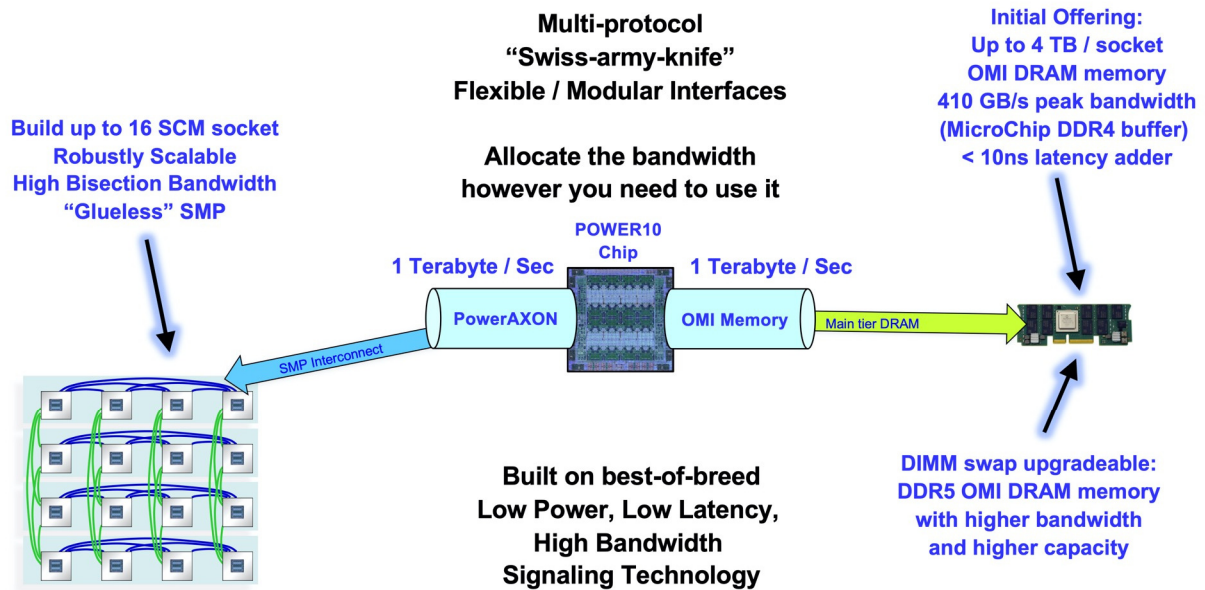 Multi-protocol
“Swiss-army-knife”
Flexible / Modular Interfaces
Allocate the bandwidth
however you need to use it
Initial Offering:
Up to 4 TB / socket
OMI DRAM memory
410 GB/s peak bandwidth
(MicroChip DDR4 buffer)
< 10ns latency adder
Build up to 16 SCM socket
Robustly Scalable
High Bisection Bandwidth
“Glueless” SMP
POWER10
Chip
1 Terabyte / Sec
1 Terabyte / Sec
PowerAXON
OMI Memory
Main tier DRAM
SMP Interconnect
Built on best-of-breed
Low Power, Low Latency,
High Bandwidth
Signaling Technology
DIMM swap upgradeable:
DDR5 OMI DRAM memory
with higher bandwidth
and higher capacity